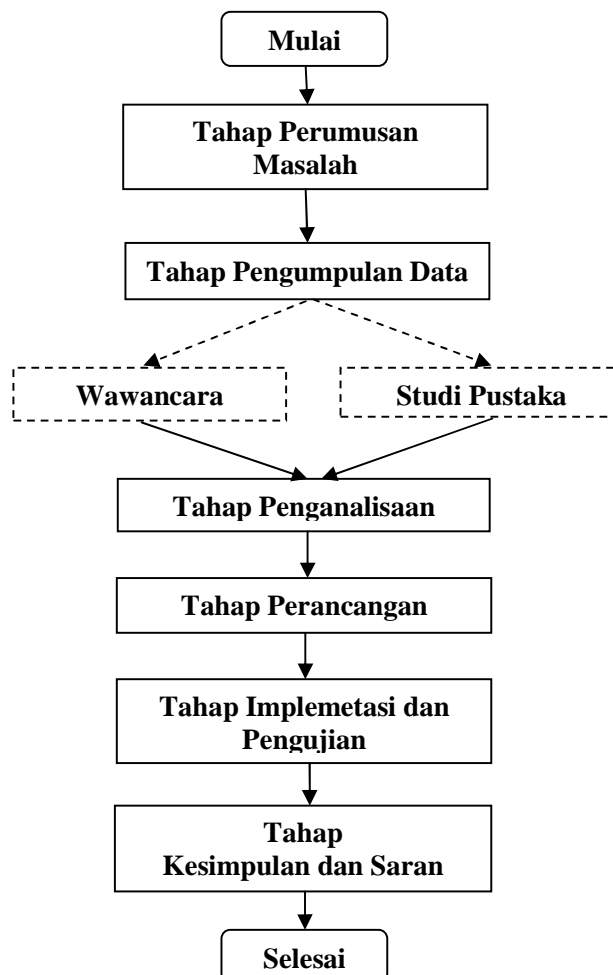 Mulai
Tahap Perumusan
Masalah
Tahap Pengumpulan Data
Wawancara
Studi Pustaka
Tahap Penganalisaan
Tahap Perancangan
Tahap Implemetasi dan
Pengujian
Tahap
Kesimpulan dan Saran
Selesai